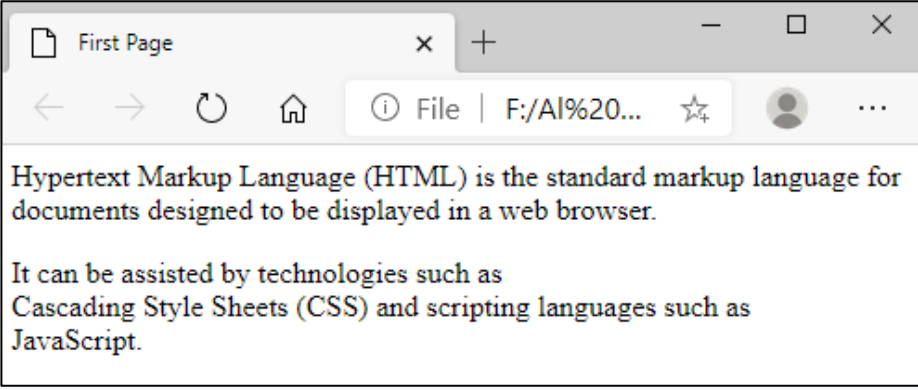 First Page
File | F:/Al%20...
Hypertext Markup Language (HTML) is the standard markup language for
documents designed to be displayed in a web browser.
It can be assisted by technologies such as
Cascading Style Sheets (CSS) and scripting languages such as
JavaScript.